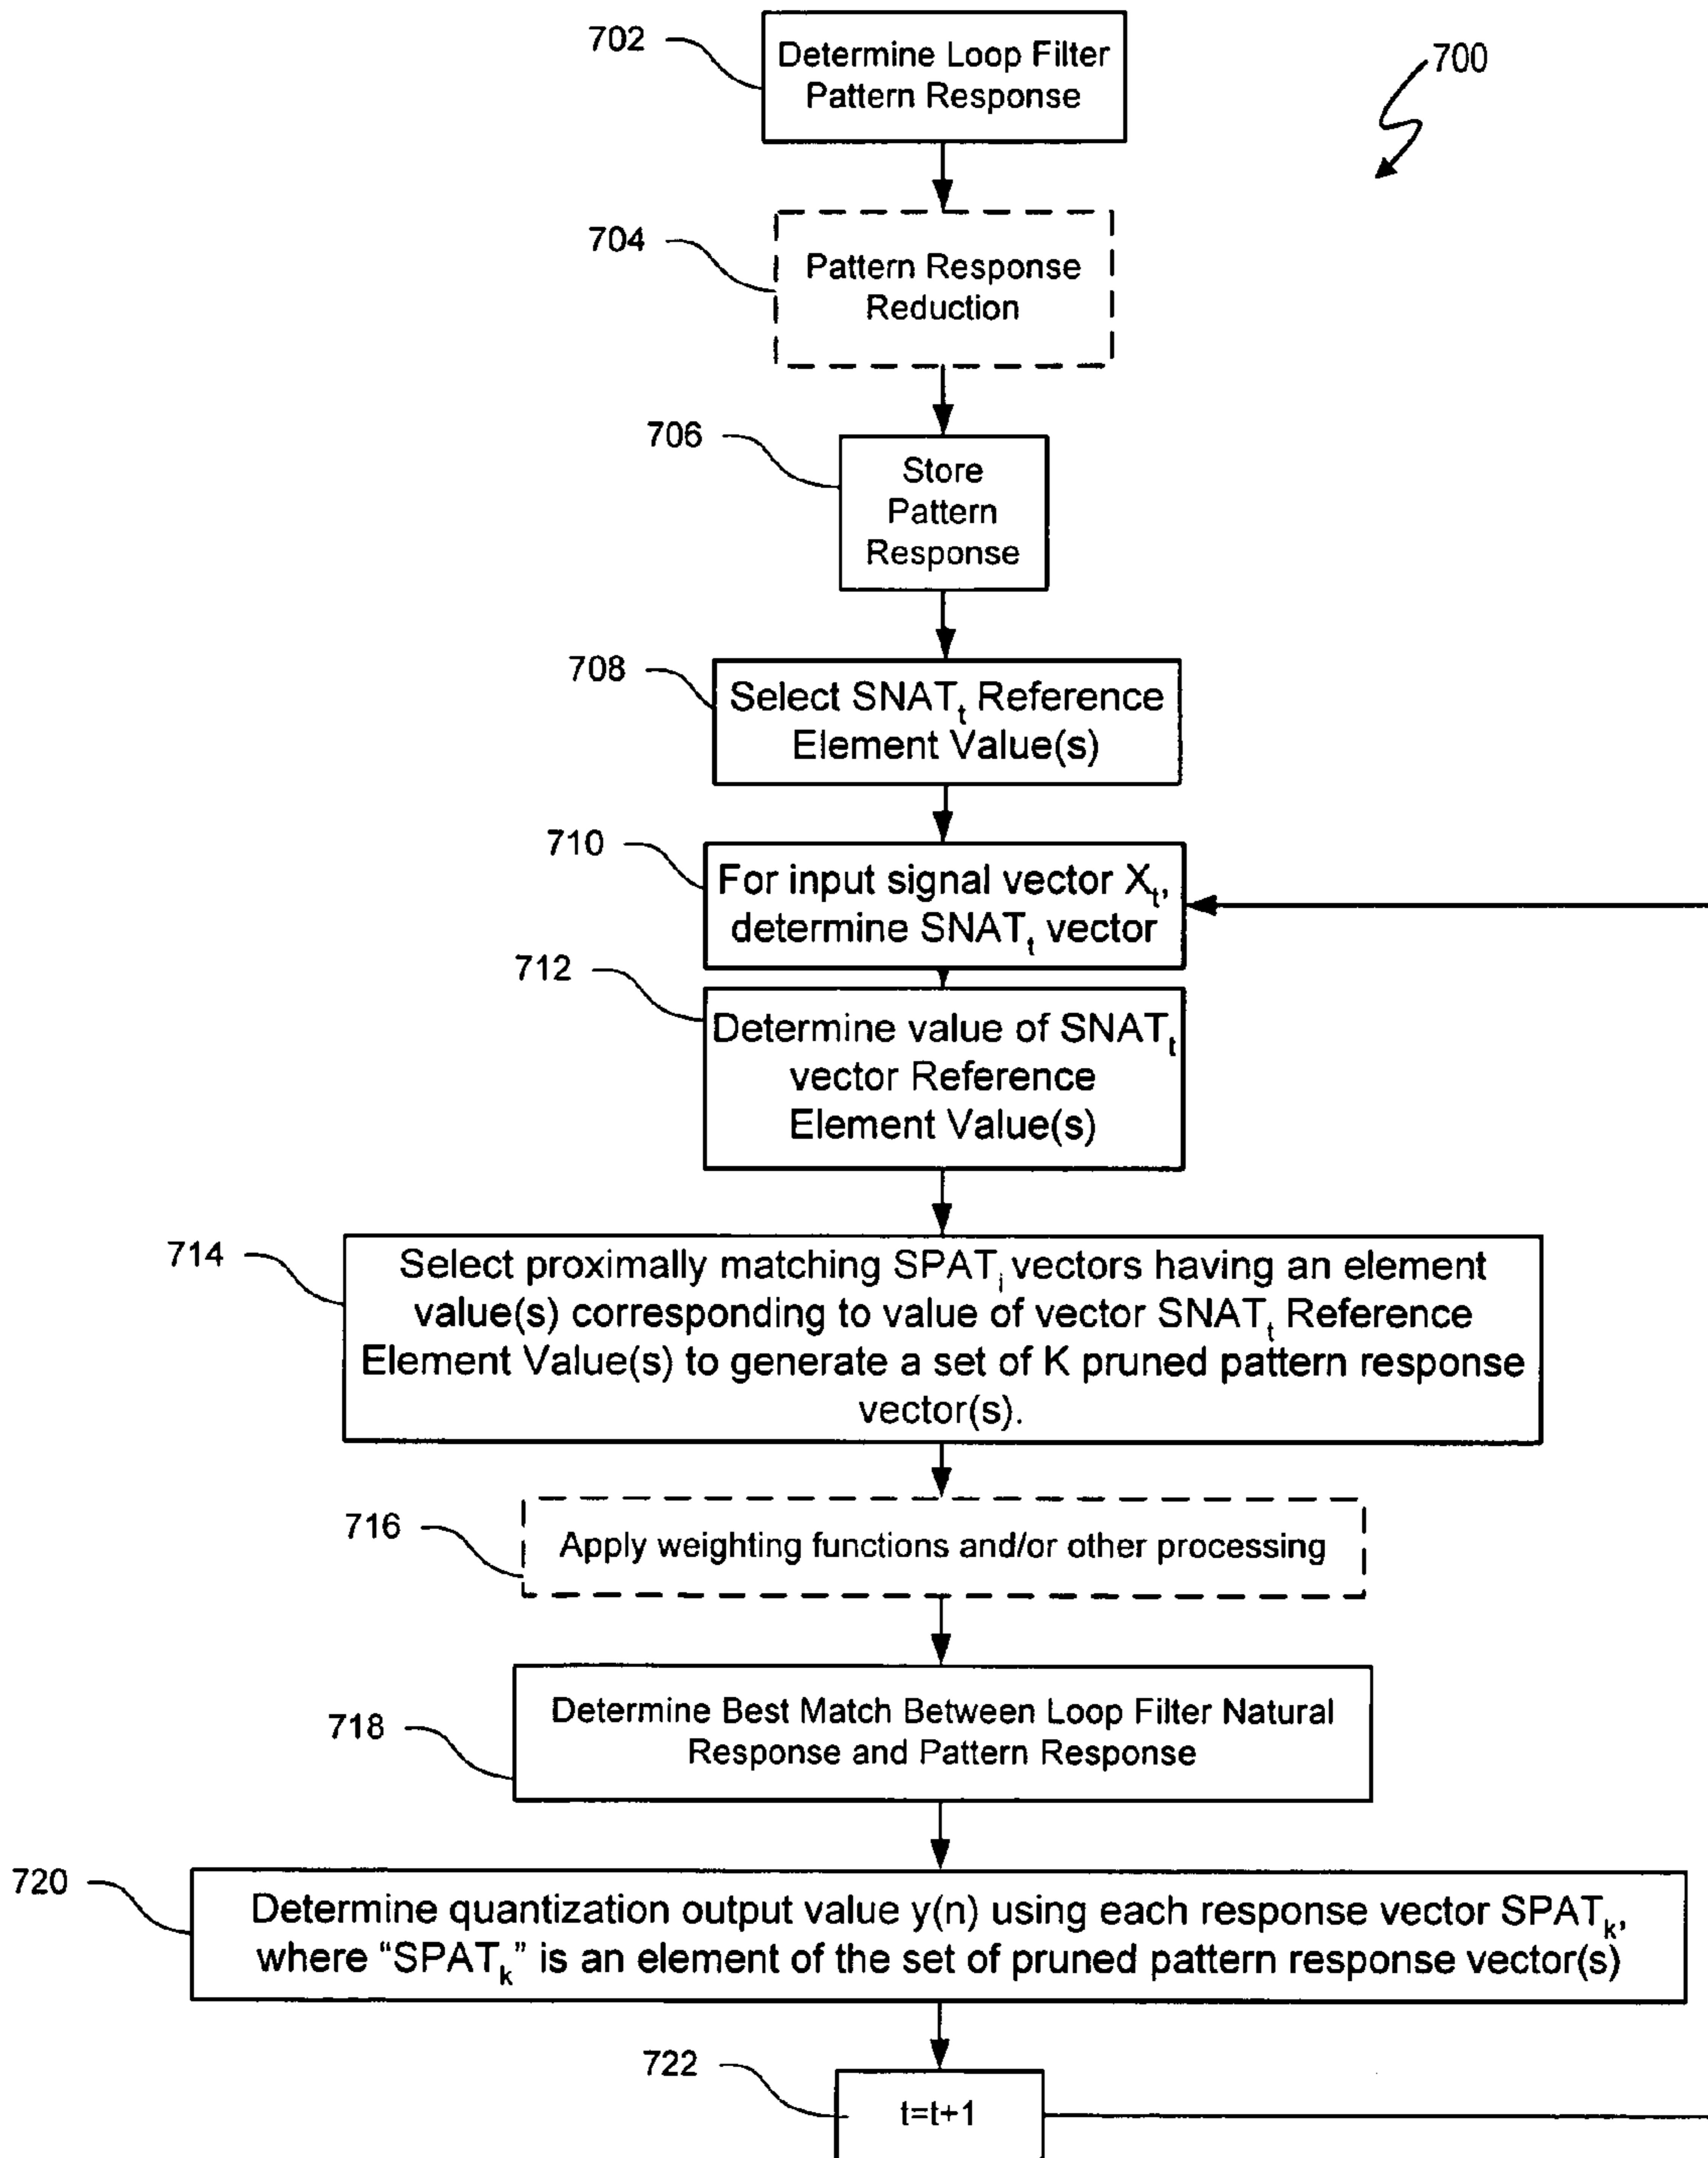 702
Determine Loop Filter
Pattern Response
700
704
Pattern Response
Reduction
706
Store
Pattern
Response
708
Select SNATₜ Reference
Element Value(s)
710
For input signal vector Xₜ,
determine SNATₜ vector
712
Determine value of SNATₜ
vector Reference
Element Value(s)
714
Select proximally matching SPATᵢ vectors having an element
value(s) corresponding to value of vector SNATₜ Reference
Element Value(s) to generate a set of K pruned pattern response
vector(s).
716
Apply weighting functions and/or other processing
718
Determine Best Match Between Loop Filter Natural
Response and Pattern Response
720
Determine quantization output value y(n) using each response vector SPATₖ,
where “SPATₖ” is an element of the set of pruned pattern response vector(s)
722
t=t+1